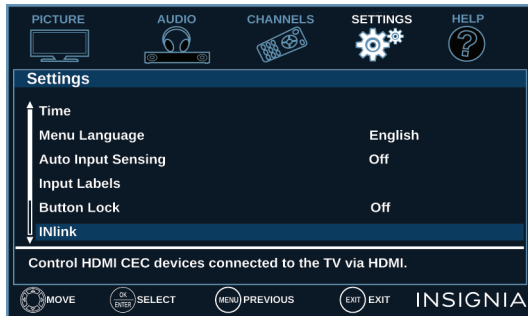 PICTURE AUDIO CHANNELS SETTINGS HELP
Settings
Time
Menu Language English
Auto Input Sensing Off
Input Labels
Button Lock Off
INlink
Control HDMI CEC devices connected to the TV via HDMI.
MOVE OK ENTER SELECT MENU PREVIOUS EXIT EXIT INSIGNIA